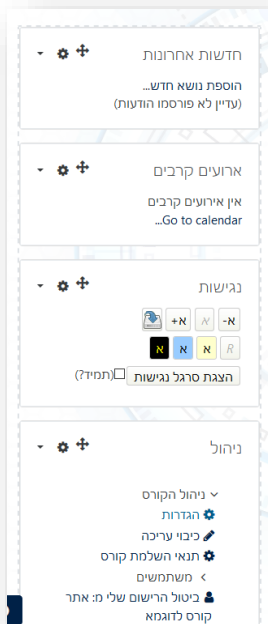 חדשות אחרונות
הוספת נושא חדש...
(עדיין לא פורסמו הודעות)
ארועים קרבים
אין אירועים קרבים
Go to calendar...
נגישות
א- א א+
R א א א
הצגת סרגל נגישות (תמיד?)
ניהול
ניהול הקורס
הגדרות
כיבוי עריכה
תנאי השלמת קורס
משתמשים
ביטול הרישום שלי מ: אתר
קורס לדוגמא